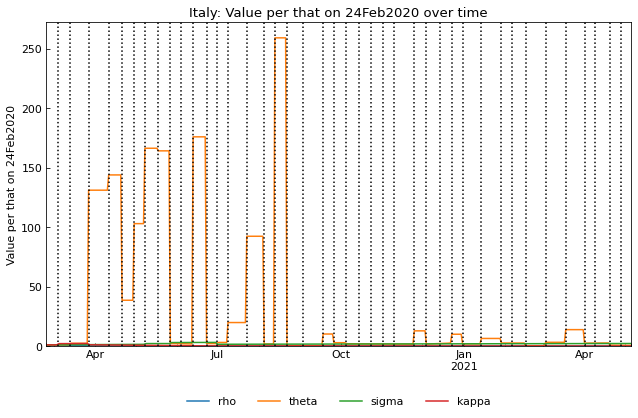 Italy: Value per that on 24Feb2020 over time
Value per that on 24Feb2020
250
200
150
100
50
0
Apr Jul Oct Jan Apr
2021
rho theta sigma kappa